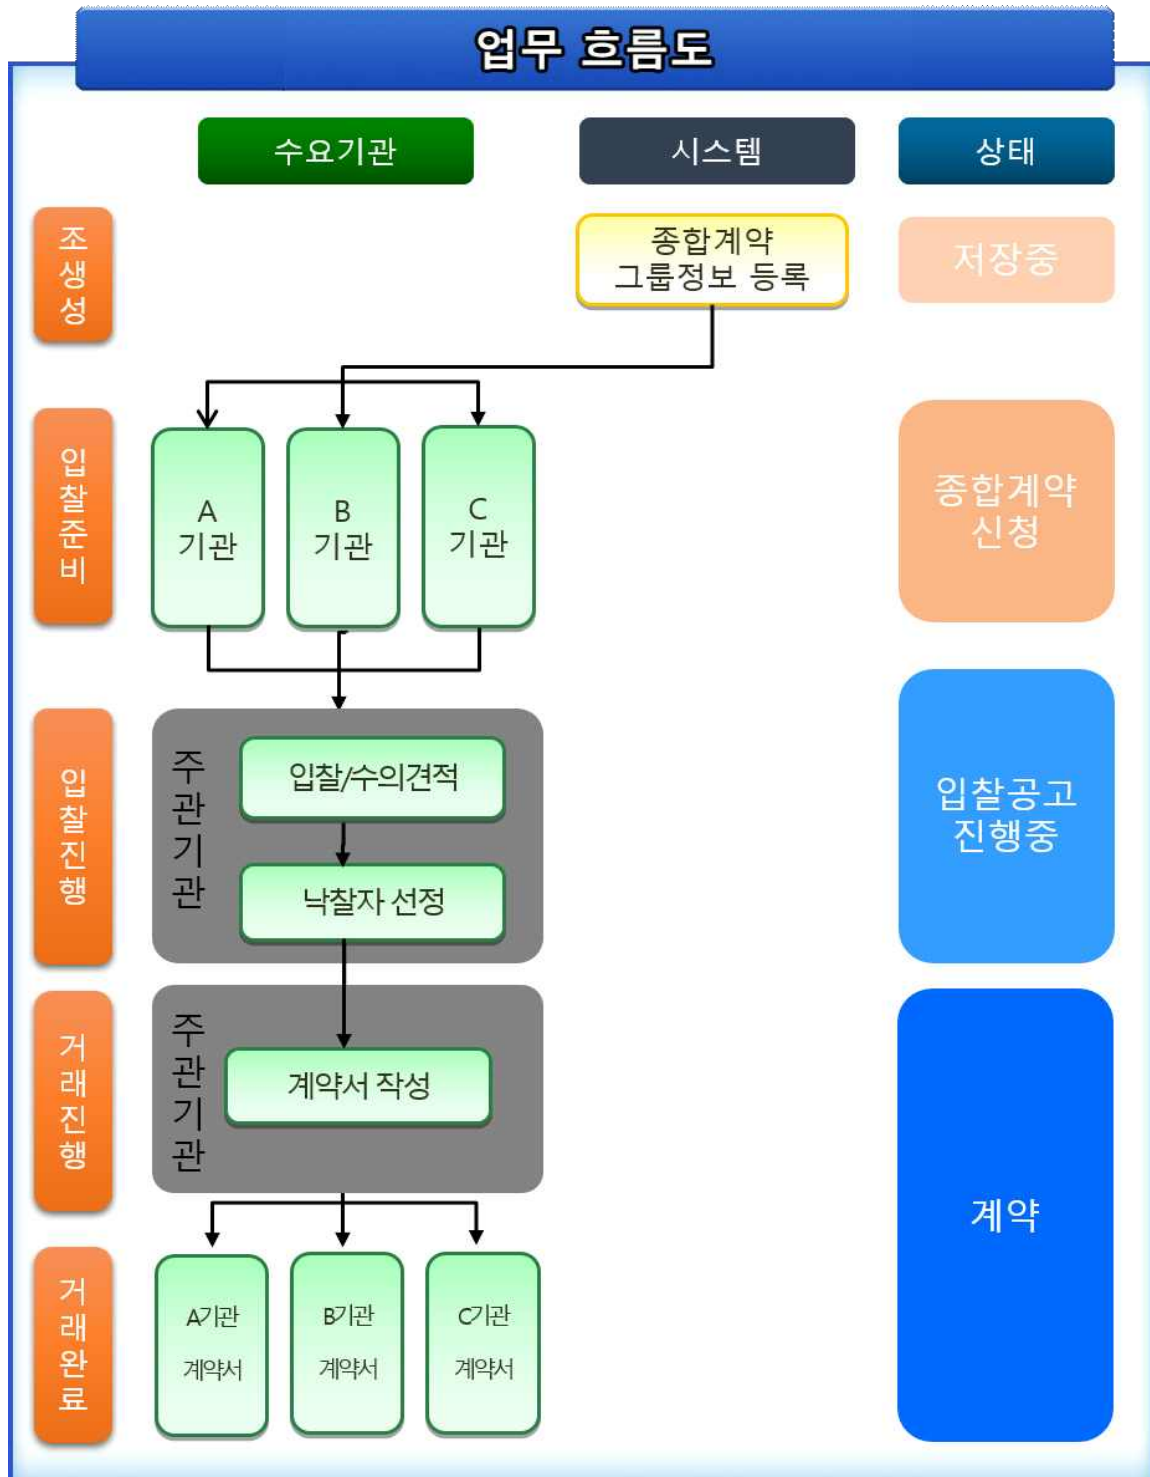 업무 흐름도
수요기관
시스템
상태
조생성
종합계약
그룹정보 등록
저장중
입찰준비
A
기관
B
기관
C
기관
종합계약
신청
입찰진행
주관기관
입찰/수의견적
낙찰자 선정
입찰공고
진행중
거래진행
주관기관
계약서 작성
계약
거래완료
A기관
계약서
B기관
계약서
C기관
계약서